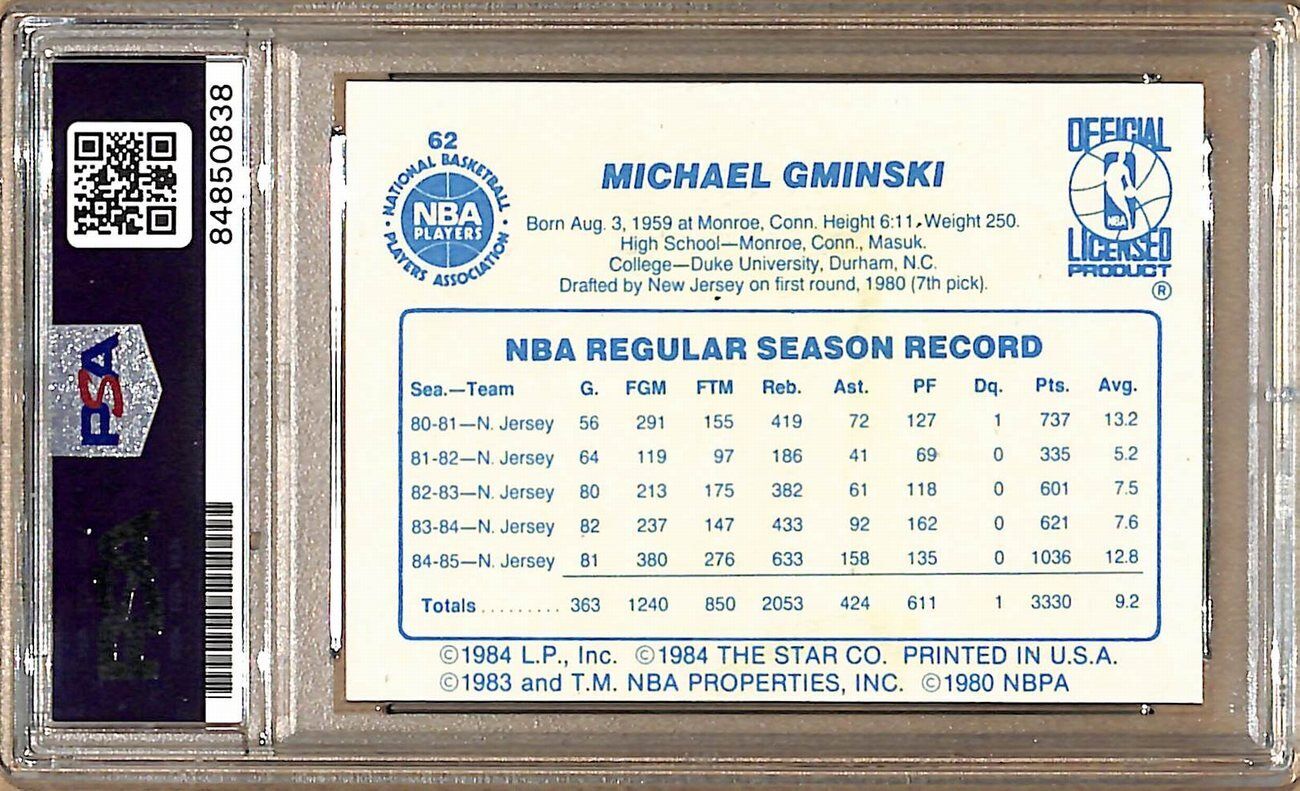 84850838
PSA
62
NATIONAL BASKETBALL
NBA
PLAYERS
PLAYERS ASSOCIATION
MICHAEL GMINSKI
Born Aug. 3, 1959 at Monroe, Conn. Height 6:11, Weight 250.
High School—Monroe, Conn., Masuk.
College—Duke University, Durham, N.C.
Drafted by New Jersey on first round, 1980 (7th pick).
OFFICIAL
NBA
LICENSED
PRODUCT
®
NBA REGULAR SEASON RECORD
Sea.—Team G. FGM FTM Reb. Ast. PF Dq. Pts. Avg.
80-81—N. Jersey 56 291 155 419 72 127 1 737 13.2
81-82—N. Jersey 64 119 97 186 41 69 0 335 5.2
82-83—N. Jersey 80 213 175 382 61 118 0 601 7.5
83-84—N. Jersey 82 237 147 433 92 162 0 621 7.6
84-85—N. Jersey 81 380 276 633 158 135 0 1036 12.8
Totals.......... 363 1240 850 2053 424 611 1 3330 9.2
©1984 L.P., Inc. ©1984 THE STAR CO. PRINTED IN U.S.A.
©1983 and T.M. NBA PROPERTIES, INC. ©1980 NBPA